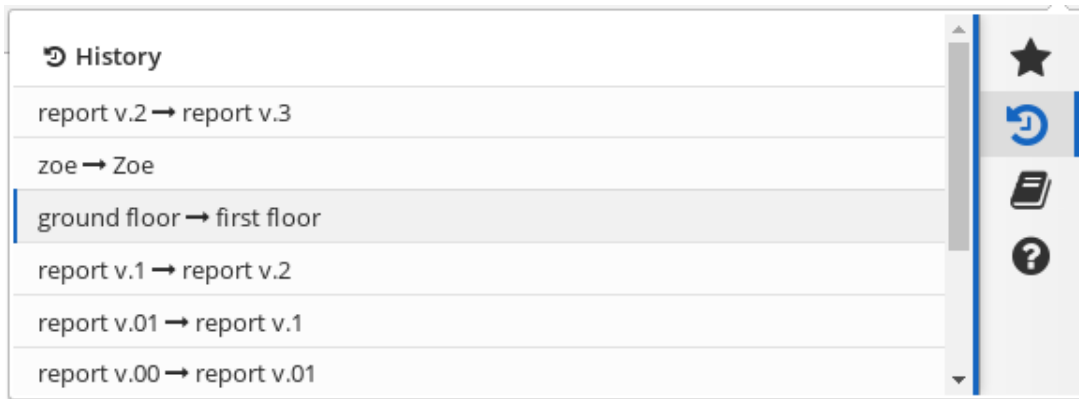 History
report v.2 → report v.3
zoe → Zoe
ground floor → first floor
report v.1 → report v.2
report v.01 → report v.1
report v.00 → report v.01